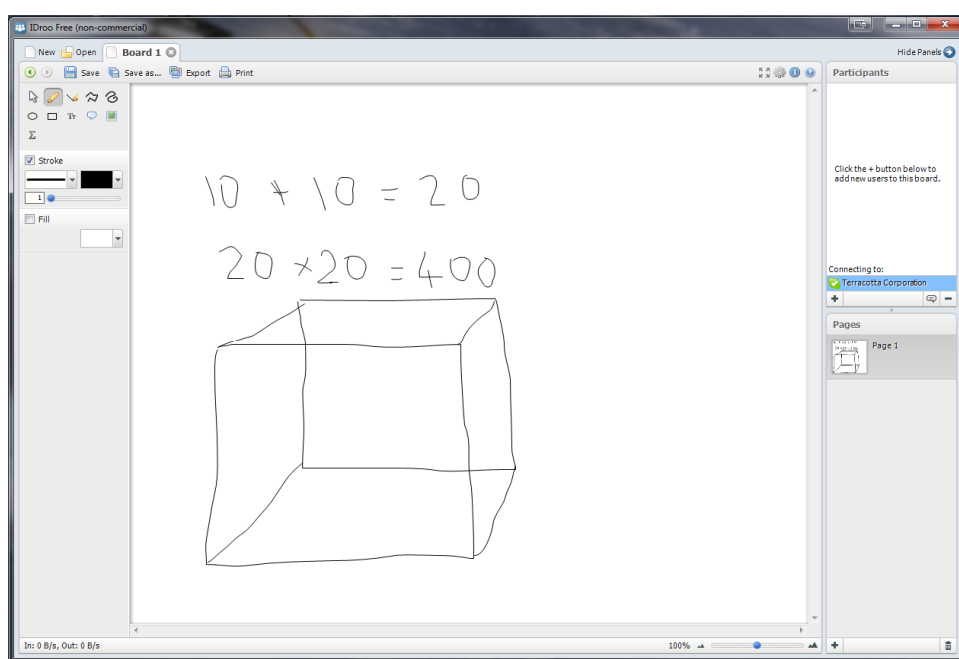 IDroo Free (non-commercial)
New Open Board 1 Hide Panels
Save Save as... Export Print
Participants
Tr
Σ
Stroke
1
Fill
10 + 10 = 20
20 × 20 = 400
Click the + button below to
add new users to this board.
Connecting to:
Terracotta Corporation
Pages
Page 1
In: 0 B/s, Out: 0 B/s
100%